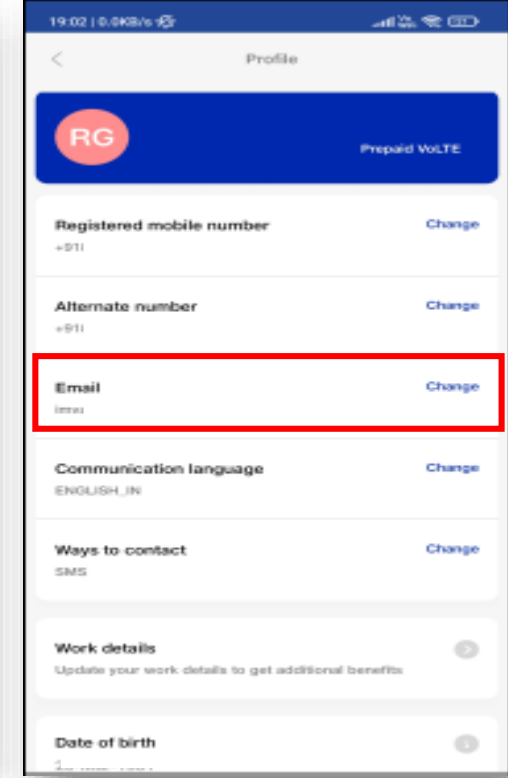 19:02 | 0.0KB/s
Profile
RG
Prepaid VoLTE
Registered mobile number
Change
+91
Alternate number
Change
+91
Email
Change
Communication language
Change
ENGLISH_IN
Ways to contact
Change
SMS
Work details
Update your work details to get additional benefits
Date of birth